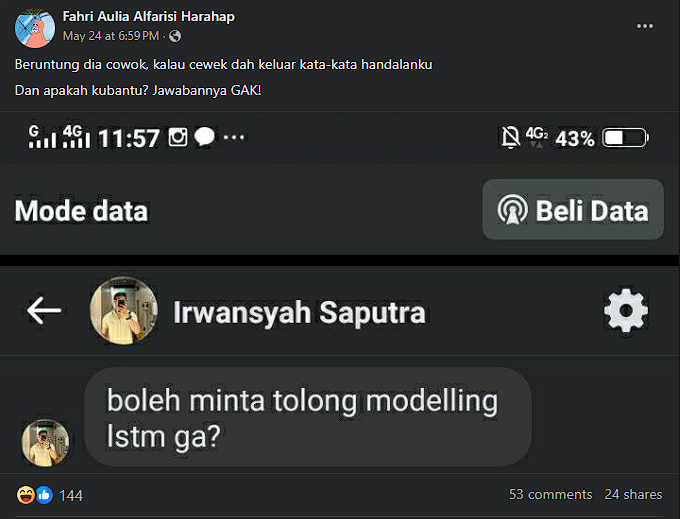 Fahri Aulia Alfarisi Harahap
May 24 at 6:59 PM ·
Beruntung dia cowok, kalau cewek dah keluar kata-kata handalanku
Dan apakah kubantu? Jawabannya GAK!
G 4G 11:57 ... 4G2 43%
Mode data Beli Data
Irwansyah Saputra
boleh minta tolong modelling
lstm ga?
144 53 comments 24 shares